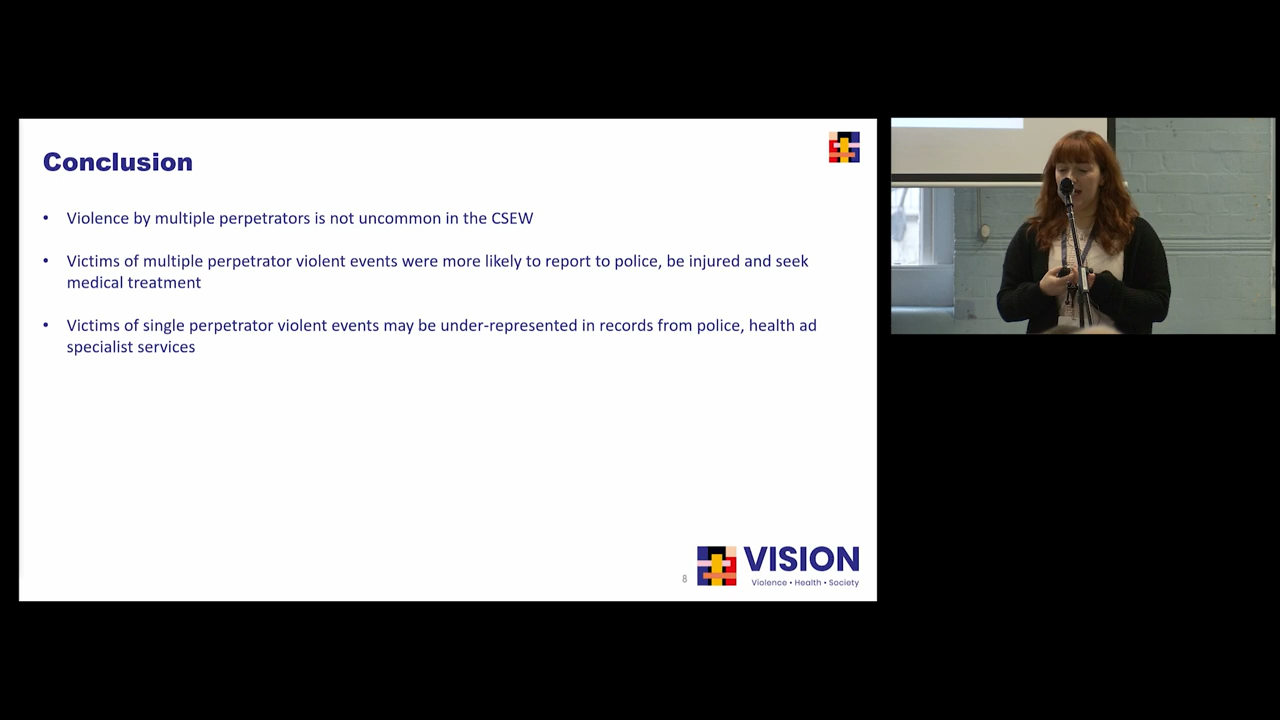 Conclusion
• Violence by multiple perpetrators is not uncommon in the CSEW
• Victims of multiple perpetrator violent events were more likely to report to police, be injured and seek
medical treatment
• Victims of single perpetrator violent events may be under-represented in records from police, health ad
specialist services
8
VISION
Violence • Health • Society